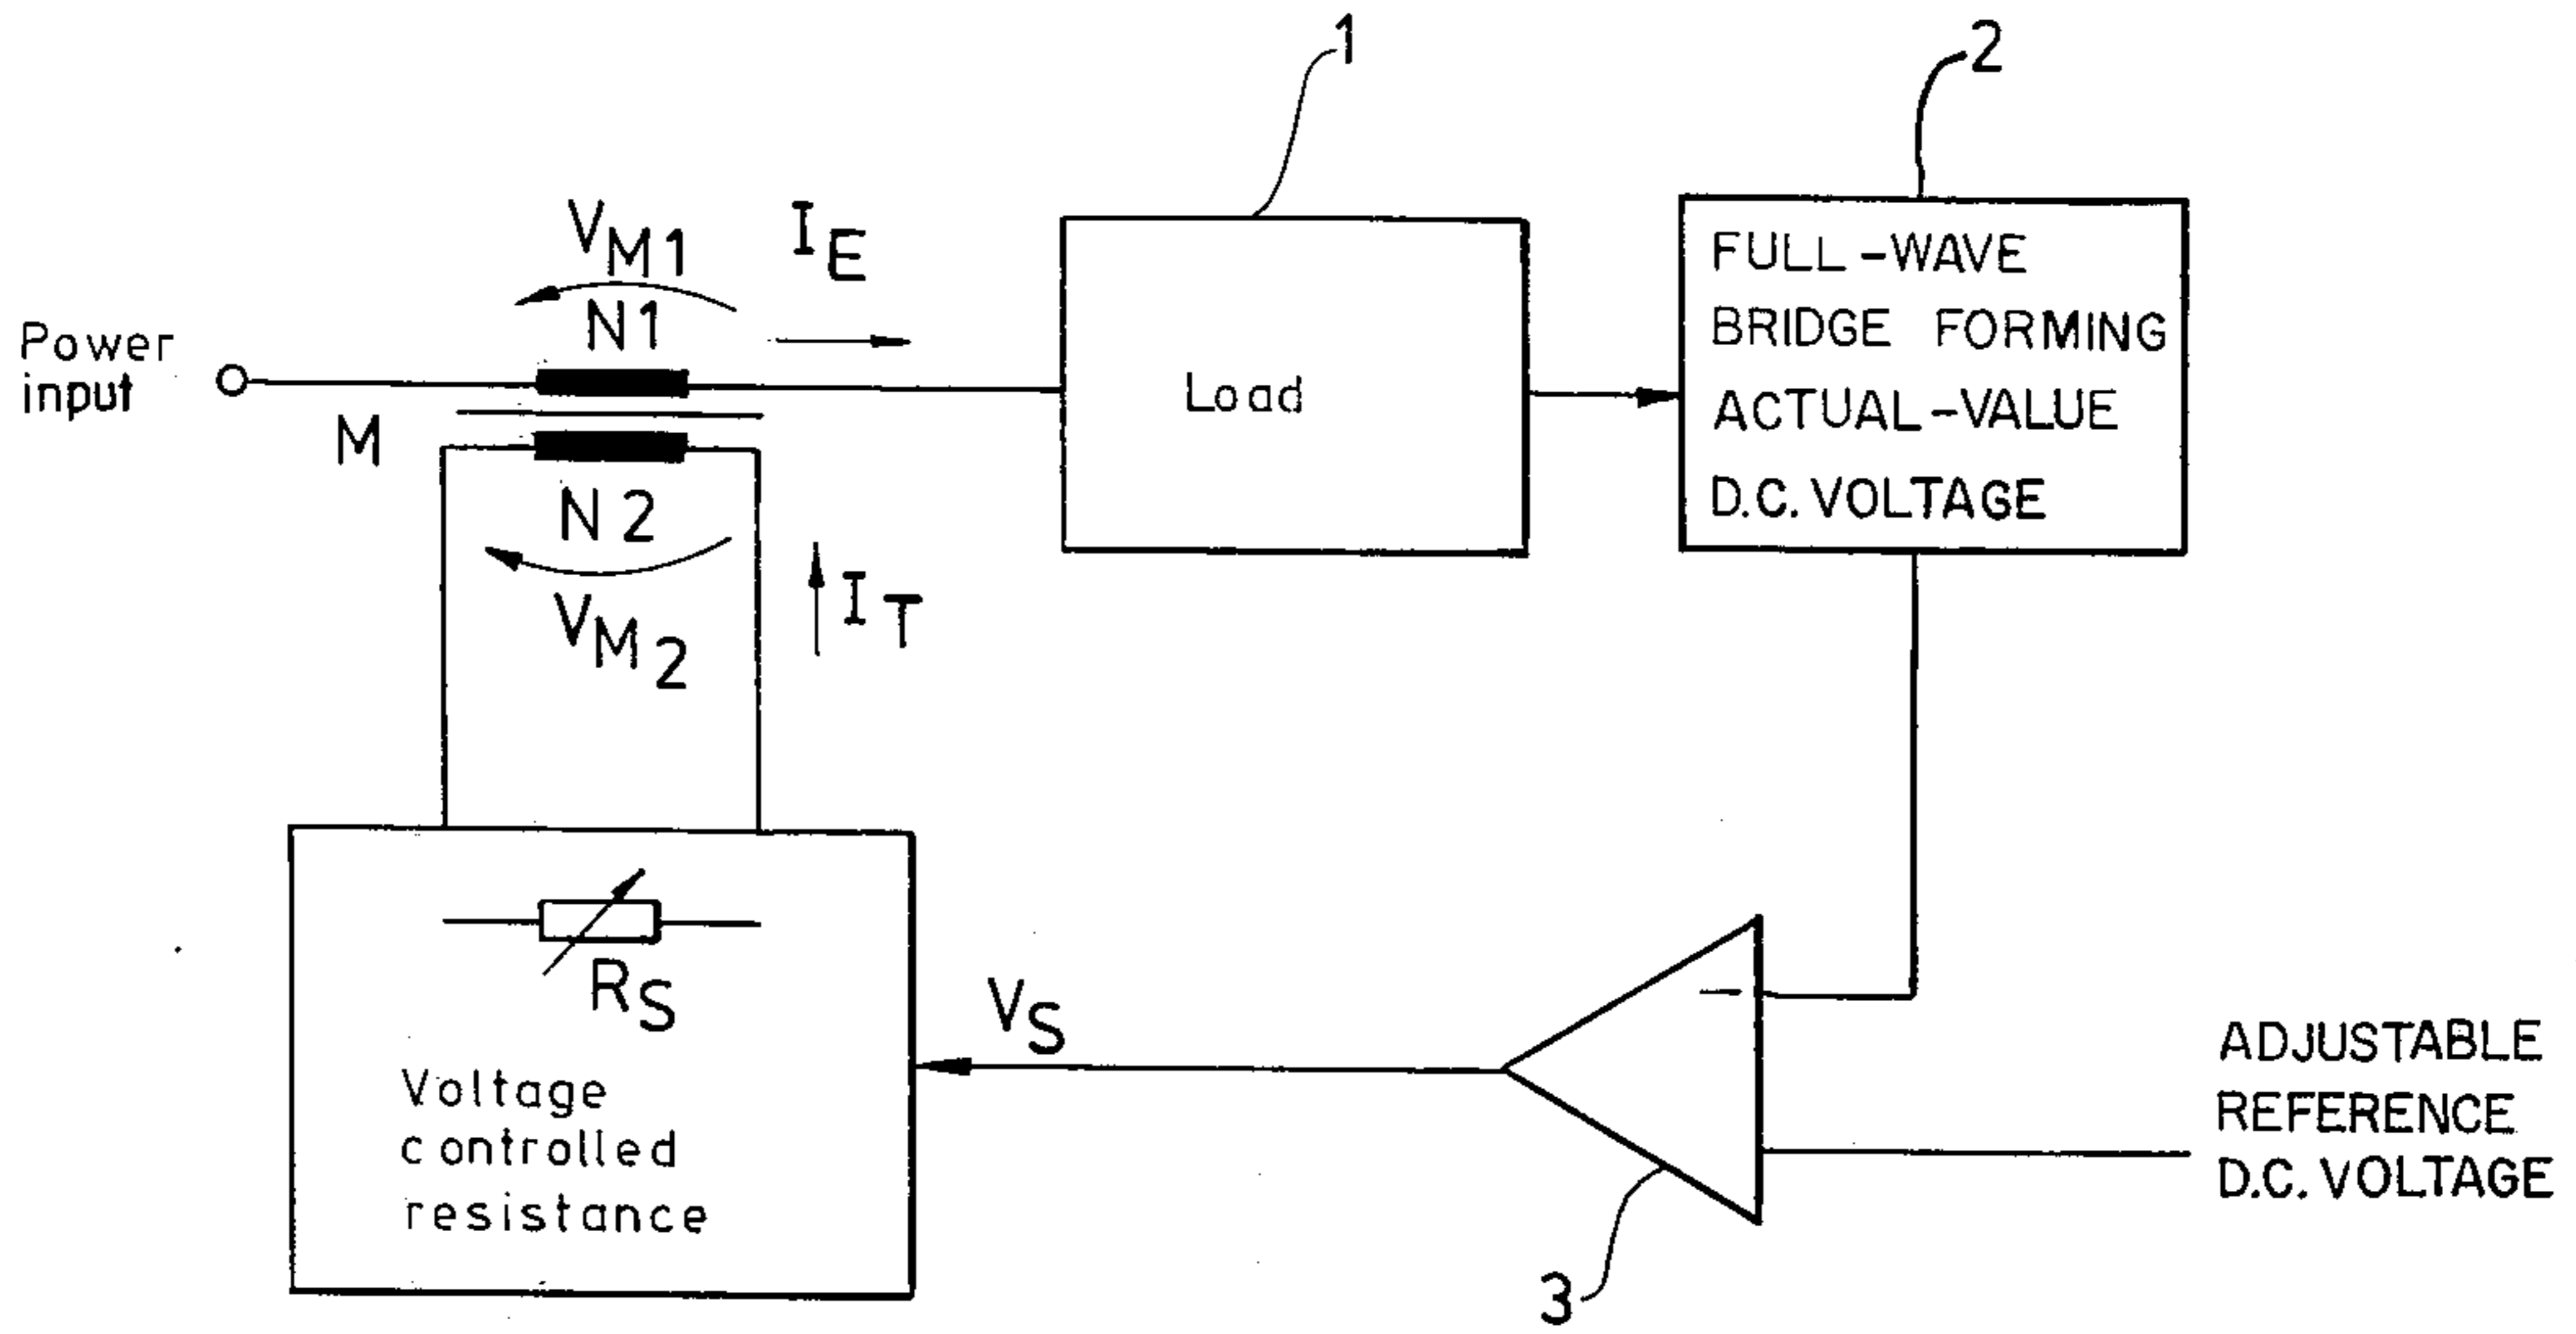 1
2
V_M1
I_E
N1
Power
input
M
Load
FULL-WAVE
BRIDGE FORMING
ACTUAL-VALUE
D.C. VOLTAGE
N2
V_M2
I_T
R_S
Voltage
controlled
resistance
V_S
−
ADJUSTABLE
REFERENCE
D.C. VOLTAGE
3